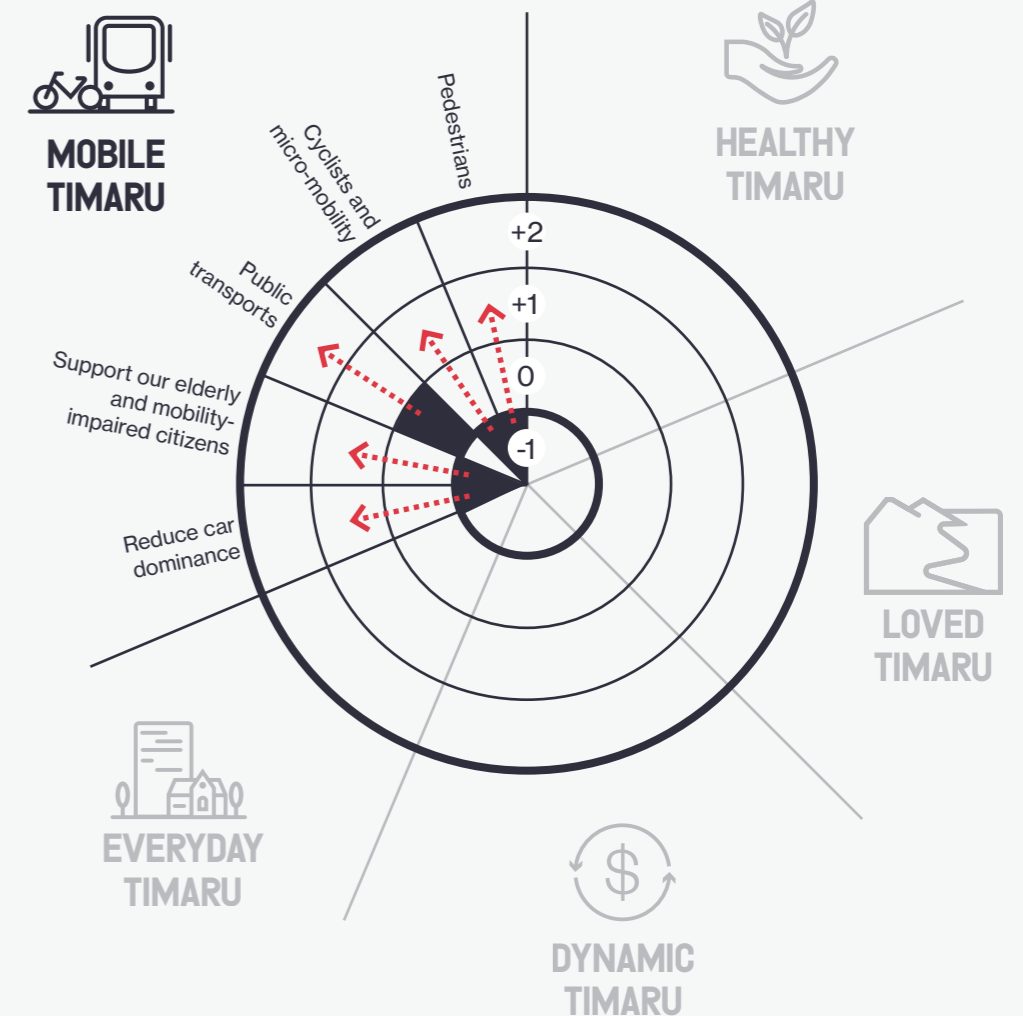 MOBILE
TIMARU
HEALTHY
TIMARU
Pedestrians
Cyclists and
micro-mobility
Public
transports
Support our elderly
and mobility-
impaired citizens
Reduce car
dominance
+2
+1
0
-1
LOVED
TIMARU
EVERYDAY
TIMARU
$
DYNAMIC
TIMARU